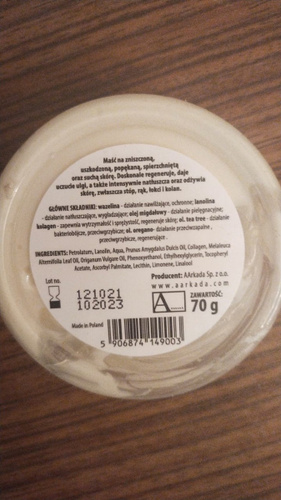 Maść na zniszczoną,
uszkodzoną, popękaną, spierzchniętą
oraz suchą skórę. Doskonale regeneruje, daje
uczucie ulgi, a także intensywnie natłuszcza oraz odżywia
skórę, zwłaszcza stóp, rąk, łokci i kolan.
GŁÓWNE SKŁADNIKI: wazelina - działanie nawilżające, ochronne; lanolina
- działanie natłuszczające, wygładzające; olej migdałowy - działanie pielęgnacyjne;
kolagen - zapewnia wytrzymałość i sprężystość, regeneracja skóry; ol. tea tree - działanie
bakteriobójcze, przeciwgrzybicze; ol. oregano - działanie przeciwzapalne,
przeciwgrzybicze, regenerujące.
INGREDIENTS: Petrolatum, Lanolin, Aqua, Prunus Amygdalus Dulcis Oil, Collagen, Melaleuca
Alternifolia Leaf Oil, Origanum Vulgare Oil, Phenoxyethanol, Ethylhexylglycerin, Tocopheryl
Acetate, Ascorbyl Palmitate, Lecithin, Limonene, Linalool
Lot no.
121021
102023
Made in Poland
5 906874 149003
Producent: AArkada Sp. z o.o.
www.aarkada.com
A
ZAWARTOŚĆ:
70 g